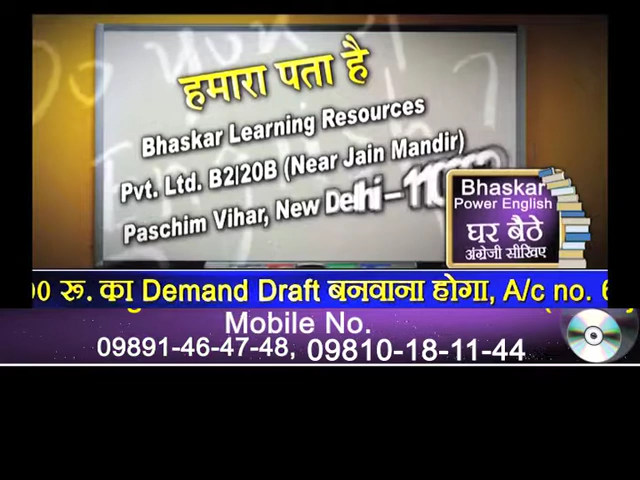 हमारा पता है
Bhaskar Learning Resources
Pvt. Ltd. B2/20B (Near Jain Mandir)
Paschim Vihar, New Delhi –
Bhaskar
Power English
घर बैठे
अंग्रेजी सीखिए
रु. का Demand Draft बनवाना होगा, A/c no.
Mobile No.
09891-46-47-48, 09810-18-11-44